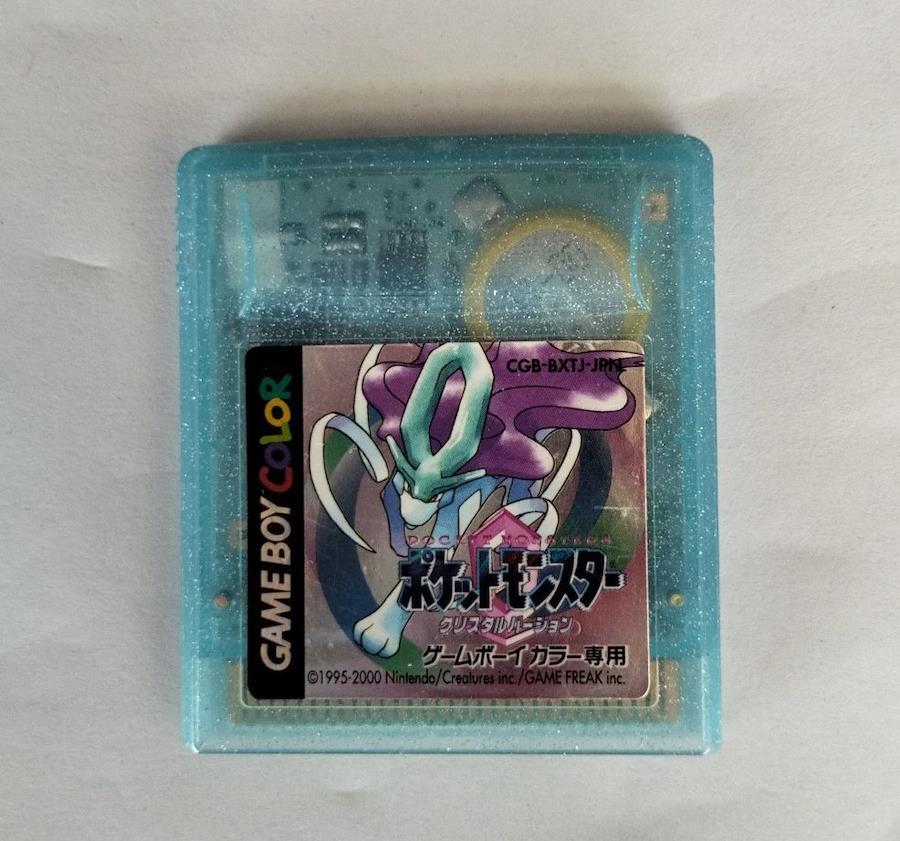 GAME BOY COLOR
CGB-BXTJ-JPN
POCKET MONSTERS
ポケットモンスター
クリスタルバージョン
ゲームボーイカラー専用
©1995-2000 Nintendo/Creatures inc./GAME FREAK inc.